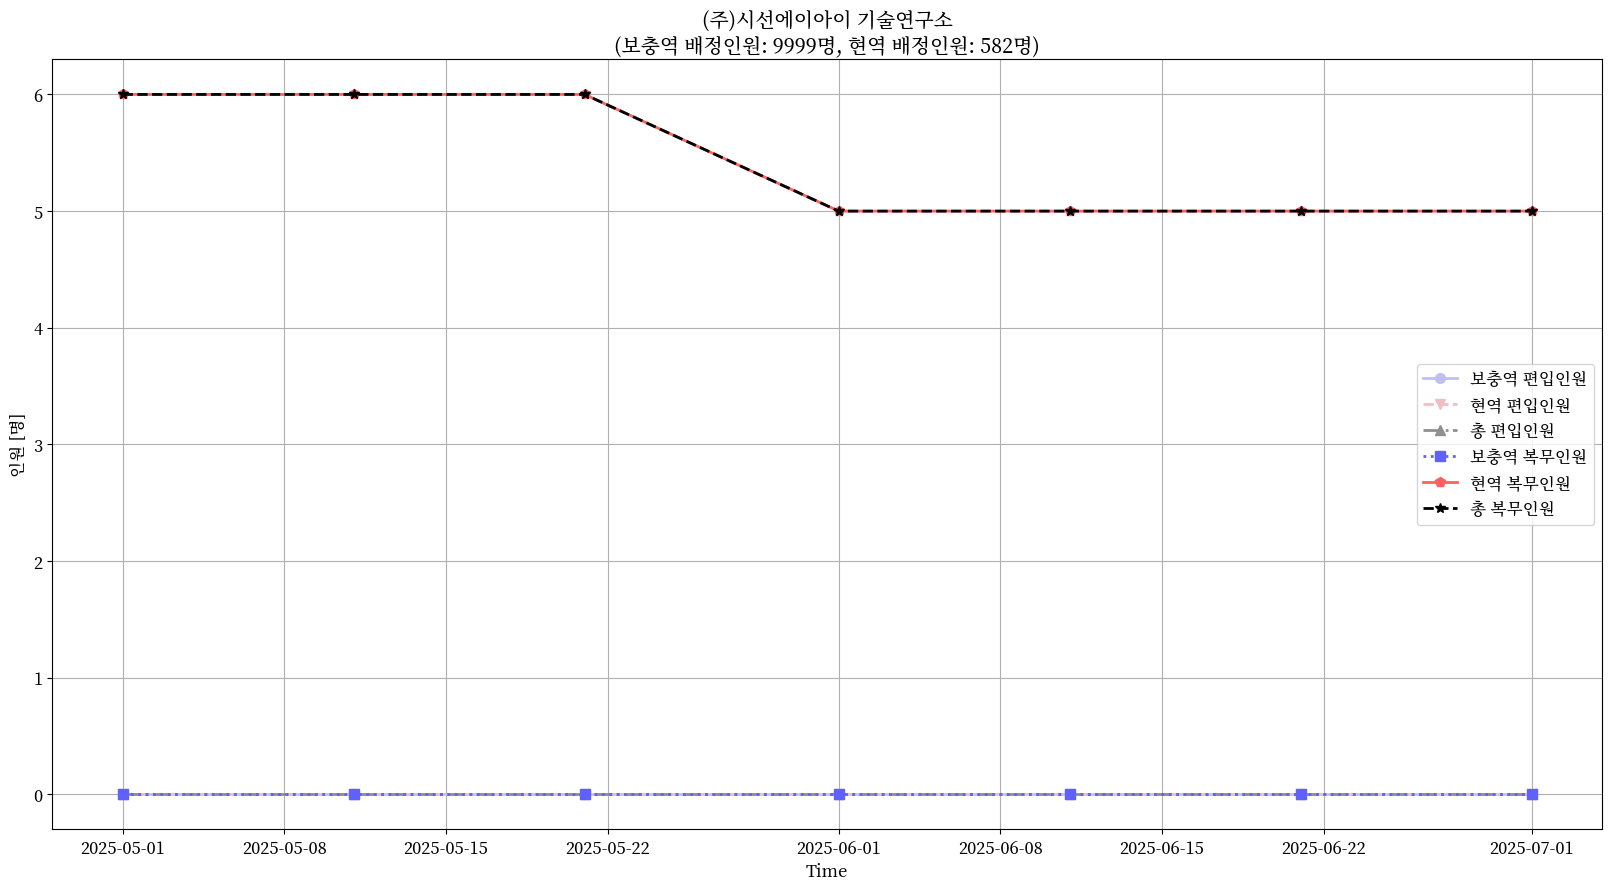 (주)시선에이아이 기술연구소
(보충역 배정인원: 9999명, 현역 배정인원: 582명)
6
5
4
3
2
1
0
인원 [명]
보충역 편입인원
현역 편입인원
총 편입인원
보충역 복무인원
현역 복무인원
총 복무인원
2025-05-01 2025-05-08 2025-05-15 2025-05-22 2025-06-01 2025-06-08 2025-06-15 2025-06-22 2025-07-01
Time